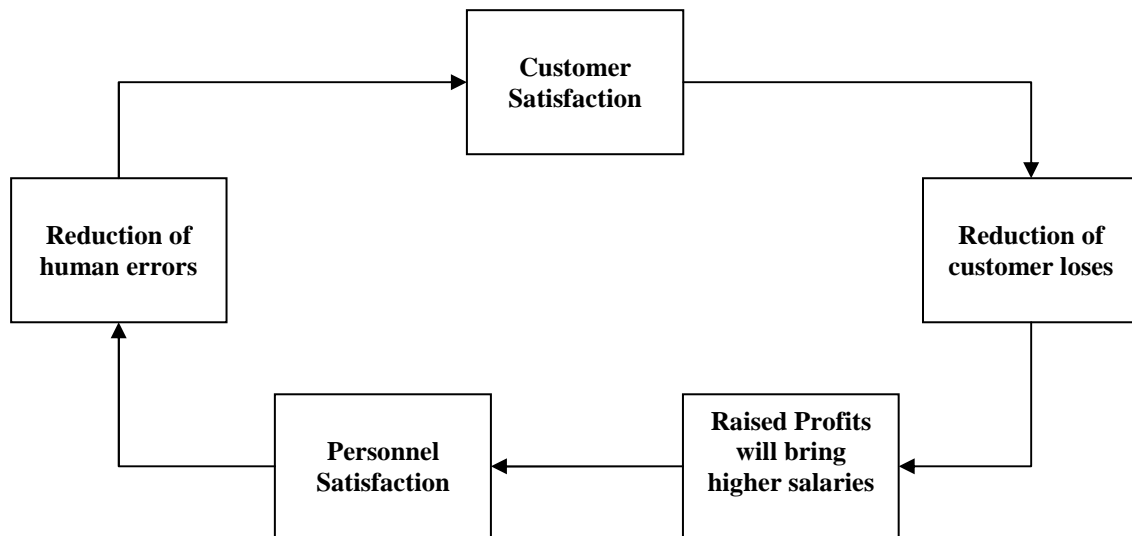 Customer
Satisfaction
Reduction of
human errors
Reduction of
customer loses
Personnel
Satisfaction
Raised Profits
will bring
higher salaries